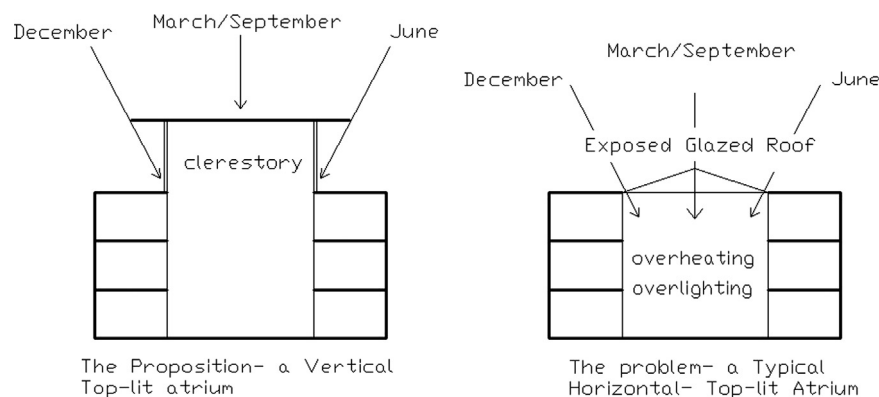 March/September
December
June
clerestory
The Proposition- a Vertical
Top-lit atrium
March/September
December
June
Exposed Glazed Roof
overheating
overlighting
The problem- a Typical
Horizontal- Top-lit Atrium